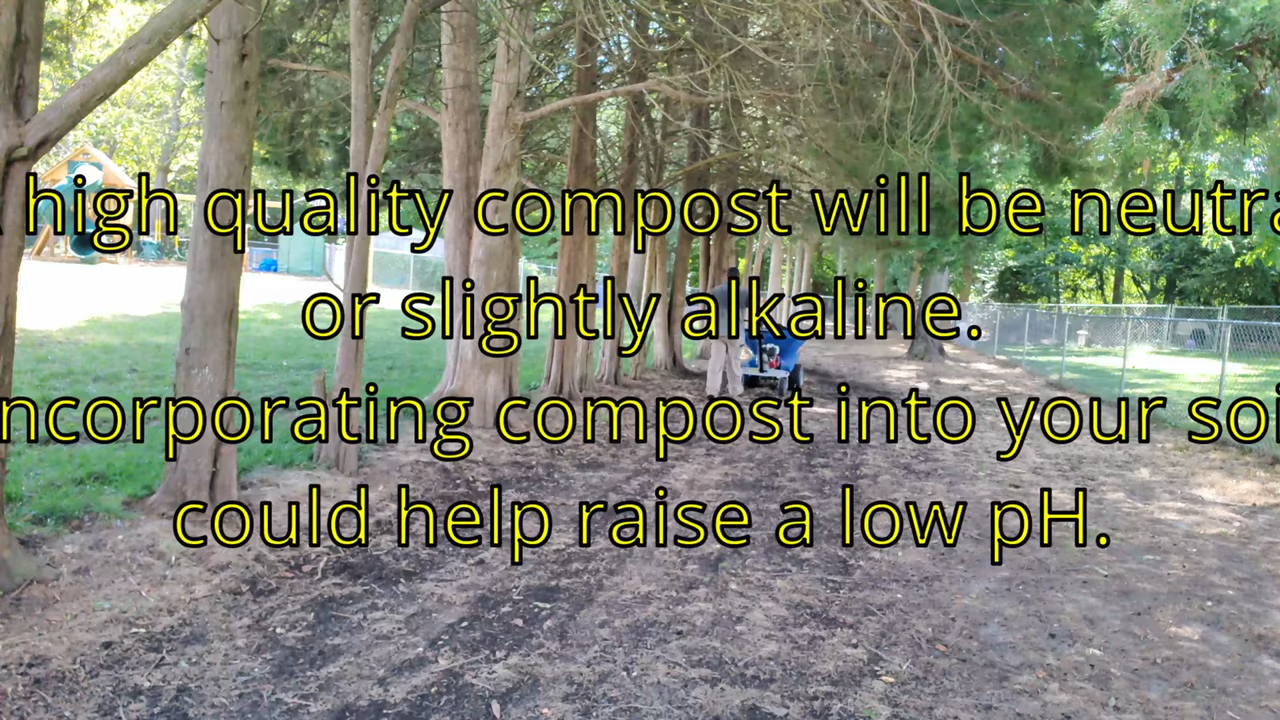 high quality compost will be neutra
or slightly alkaline.
ncorporating compost into your soi
could help raise a low pH.